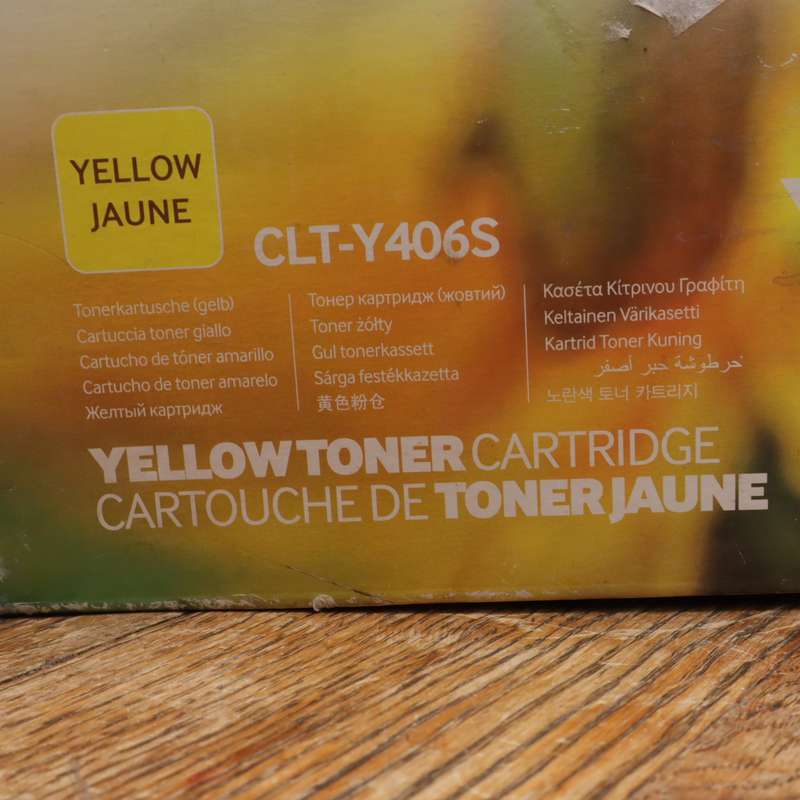 YELLOW
JAUNE
CLT-Y406S
Tonerkartusche (gelb)
Cartuccia toner giallo
Cartucho de tóner amarillo
Cartucho de toner amarelo
Желтый картридж
Тонер картридж (жовтий)
Toner żółty
Gul tonerkassett
Sárga festékkazetta
黄色粉仓
Κασέτα Κίτρινου Γραφίτη
Keltainen Värikasetti
Kartrid Toner Kuning
خرطوشة حبر أصفر
노란색 토너 카트리지
YELLOW TONER CARTRIDGE
CARTOUCHE DE TONER JAUNE